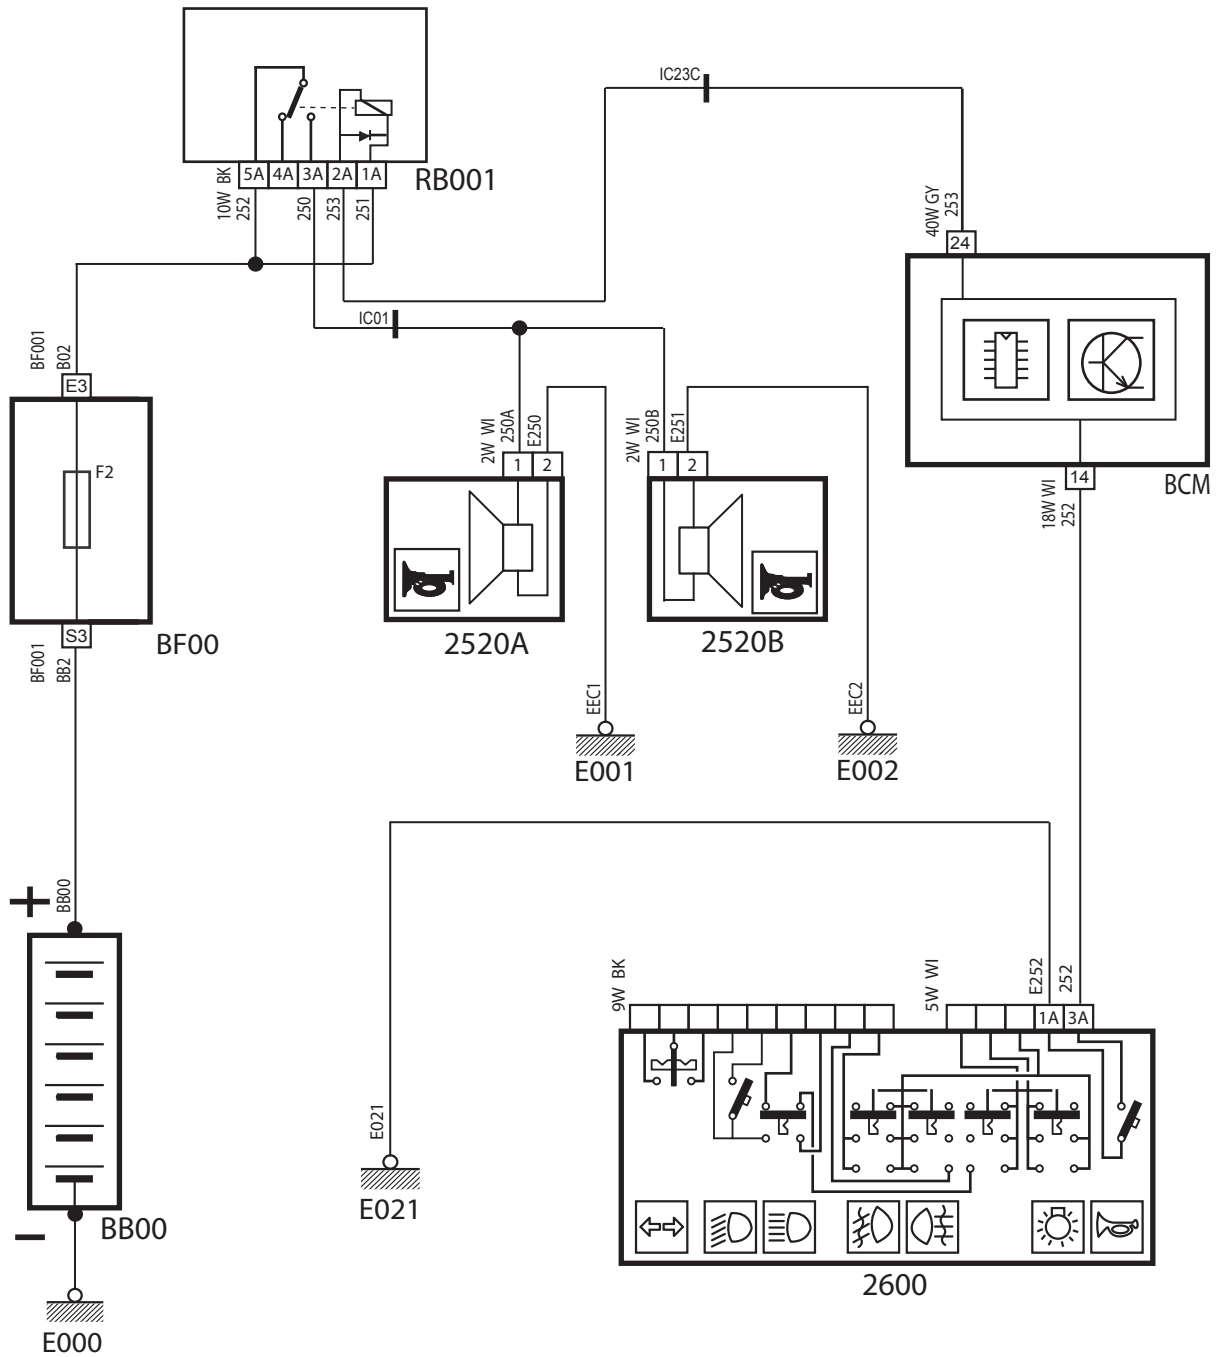 IC23C
5A 4A 3A 2A 1A
RB001
10W BK
252
250
253
251
40W GY
253
24
IC01
BF001
B02
E3
F2
S3
BF00
BF001
BB2
2W WI
250A
E250
1 2
2520A
2W WI
250B
E251
1 2
2520B
BCM
14
18W WI
252
EEC1
E001
EEC2
E002
+
BB00
BB00
-
E000
E021
E021
9W BK
5W WI
E252
252
1A 3A
2600